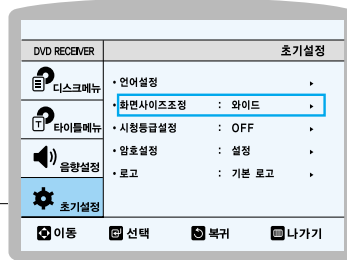 DVD RECEIVER 초기설정
디스크메뉴
타이틀메뉴
음향설정
초기설정
• 언어설정
• 화면사이즈조정 : 와이드
• 시청등급설정 : OFF
• 암호설정 : 설정
• 로고 : 기본 로고
이동 선택 복귀 나가기